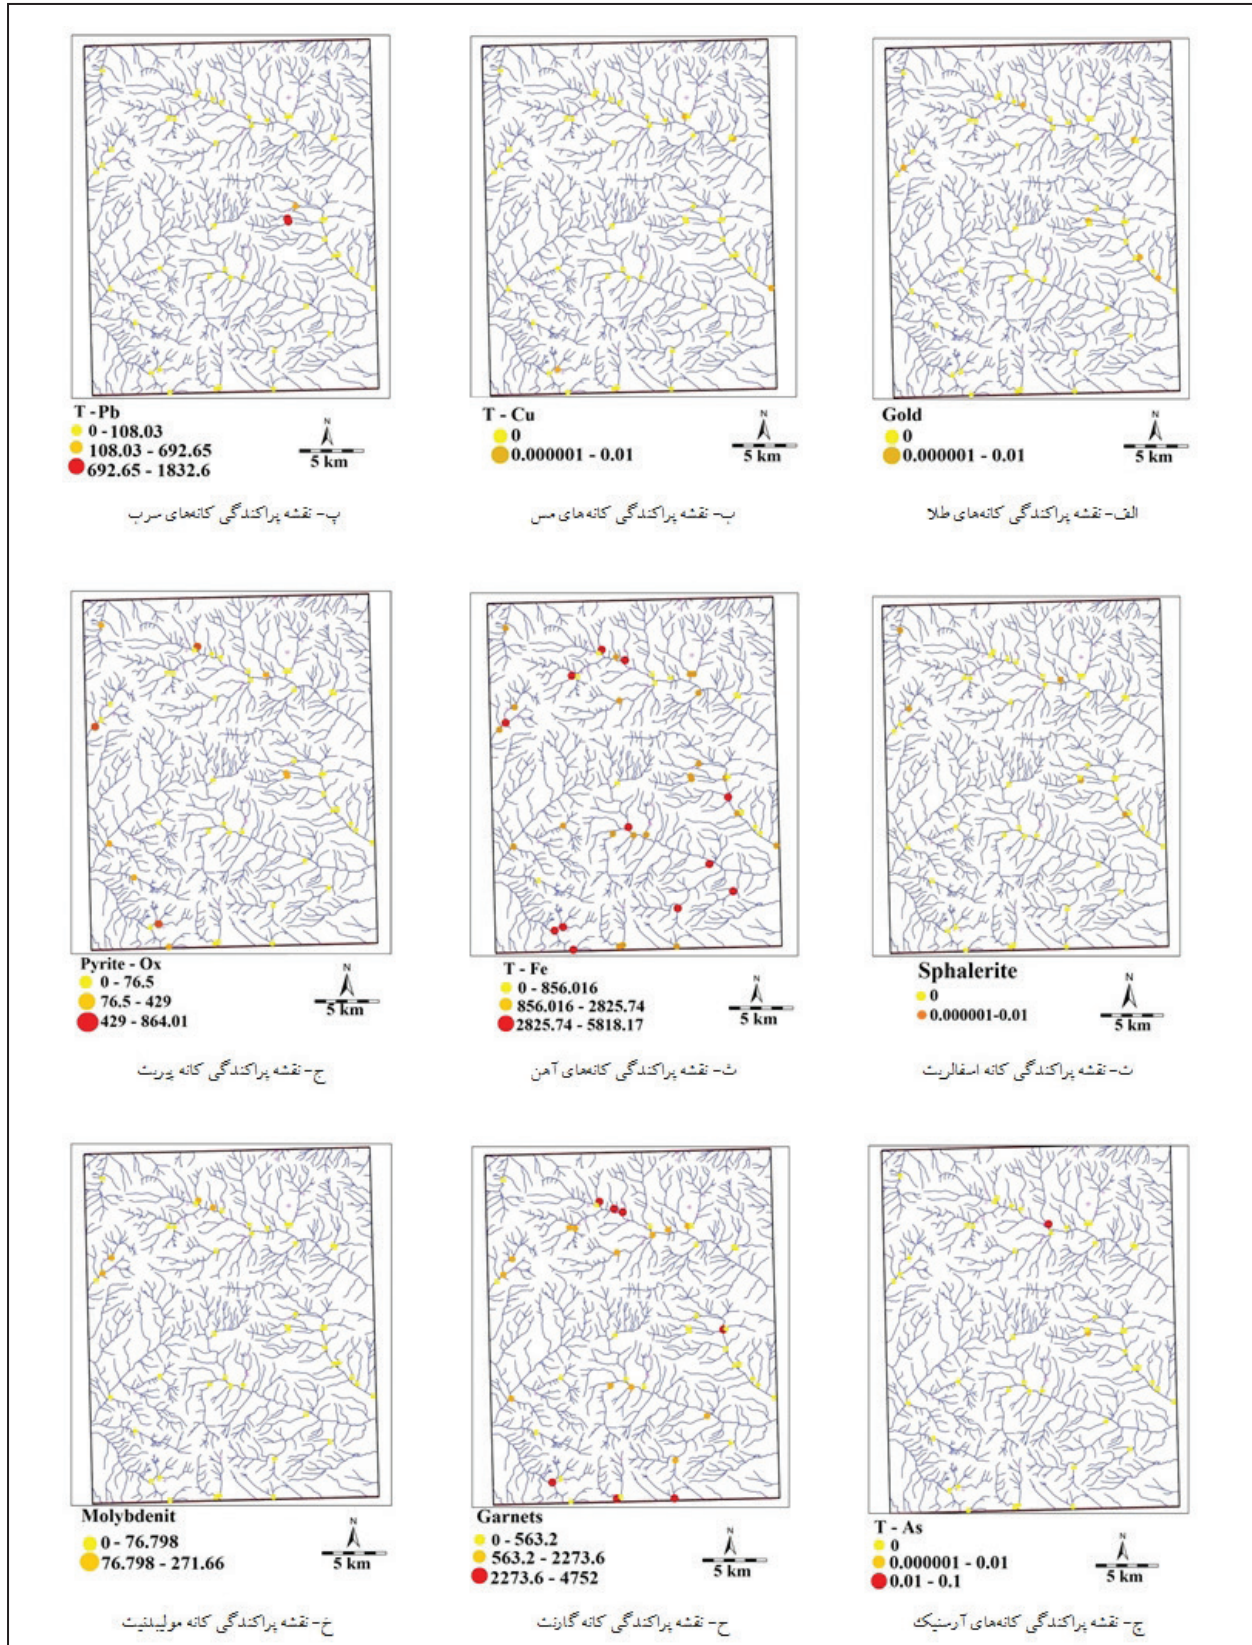 T - Pb
0 - 108.03
108.03 - 692.65
692.65 - 1832.6
N
5 km
پ- نقشه پراکندگی کانه‌های سرب
T - Cu
0
0.000001 - 0.01
N
5 km
ب- نقشه پراکندگی کانه‌های مس
Gold
0
0.000001 - 0.01
N
5 km
الف- نقشه پراکندگی کانه‌های طلا
Pyrite - Ox
0 - 76.5
76.5 - 429
429 - 864.01
N
5 km
ج- نقشه پراکندگی کانه پیریت
T - Fe
0 - 856.016
856.016 - 2825.74
2825.74 - 5818.17
N
5 km
ث- نقشه پراکندگی کانه‌های آهن
Sphalerite
0
0.000001-0.01
N
5 km
ت- نقشه پراکندگی کانه اسفالریت
Molybdenit
0 - 76.798
76.798 - 271.66
N
5 km
خ- نقشه پراکندگی کانه مولیبدنیت
Garnets
0 - 563.2
563.2 - 2273.6
2273.6 - 4752
N
5 km
ح- نقشه پراکندگی کانه گارنت
T - As
0
0.000001 - 0.01
0.01 - 0.1
N
5 km
چ- نقشه پراکندگی کانه‌های آرسنیک